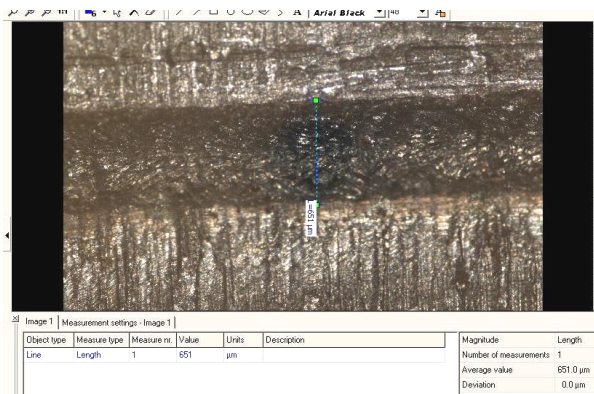 1:1 A Arial Black 48 A
L=651 µm
Image 1 Measurement settings - Image 1
Object type Measure type Measure nr. Value Units Description
Line Length 1 651 µm
Magnitude Length
Number of measurements 1
Average value 651.0 µm
Deviation 0.0 µm